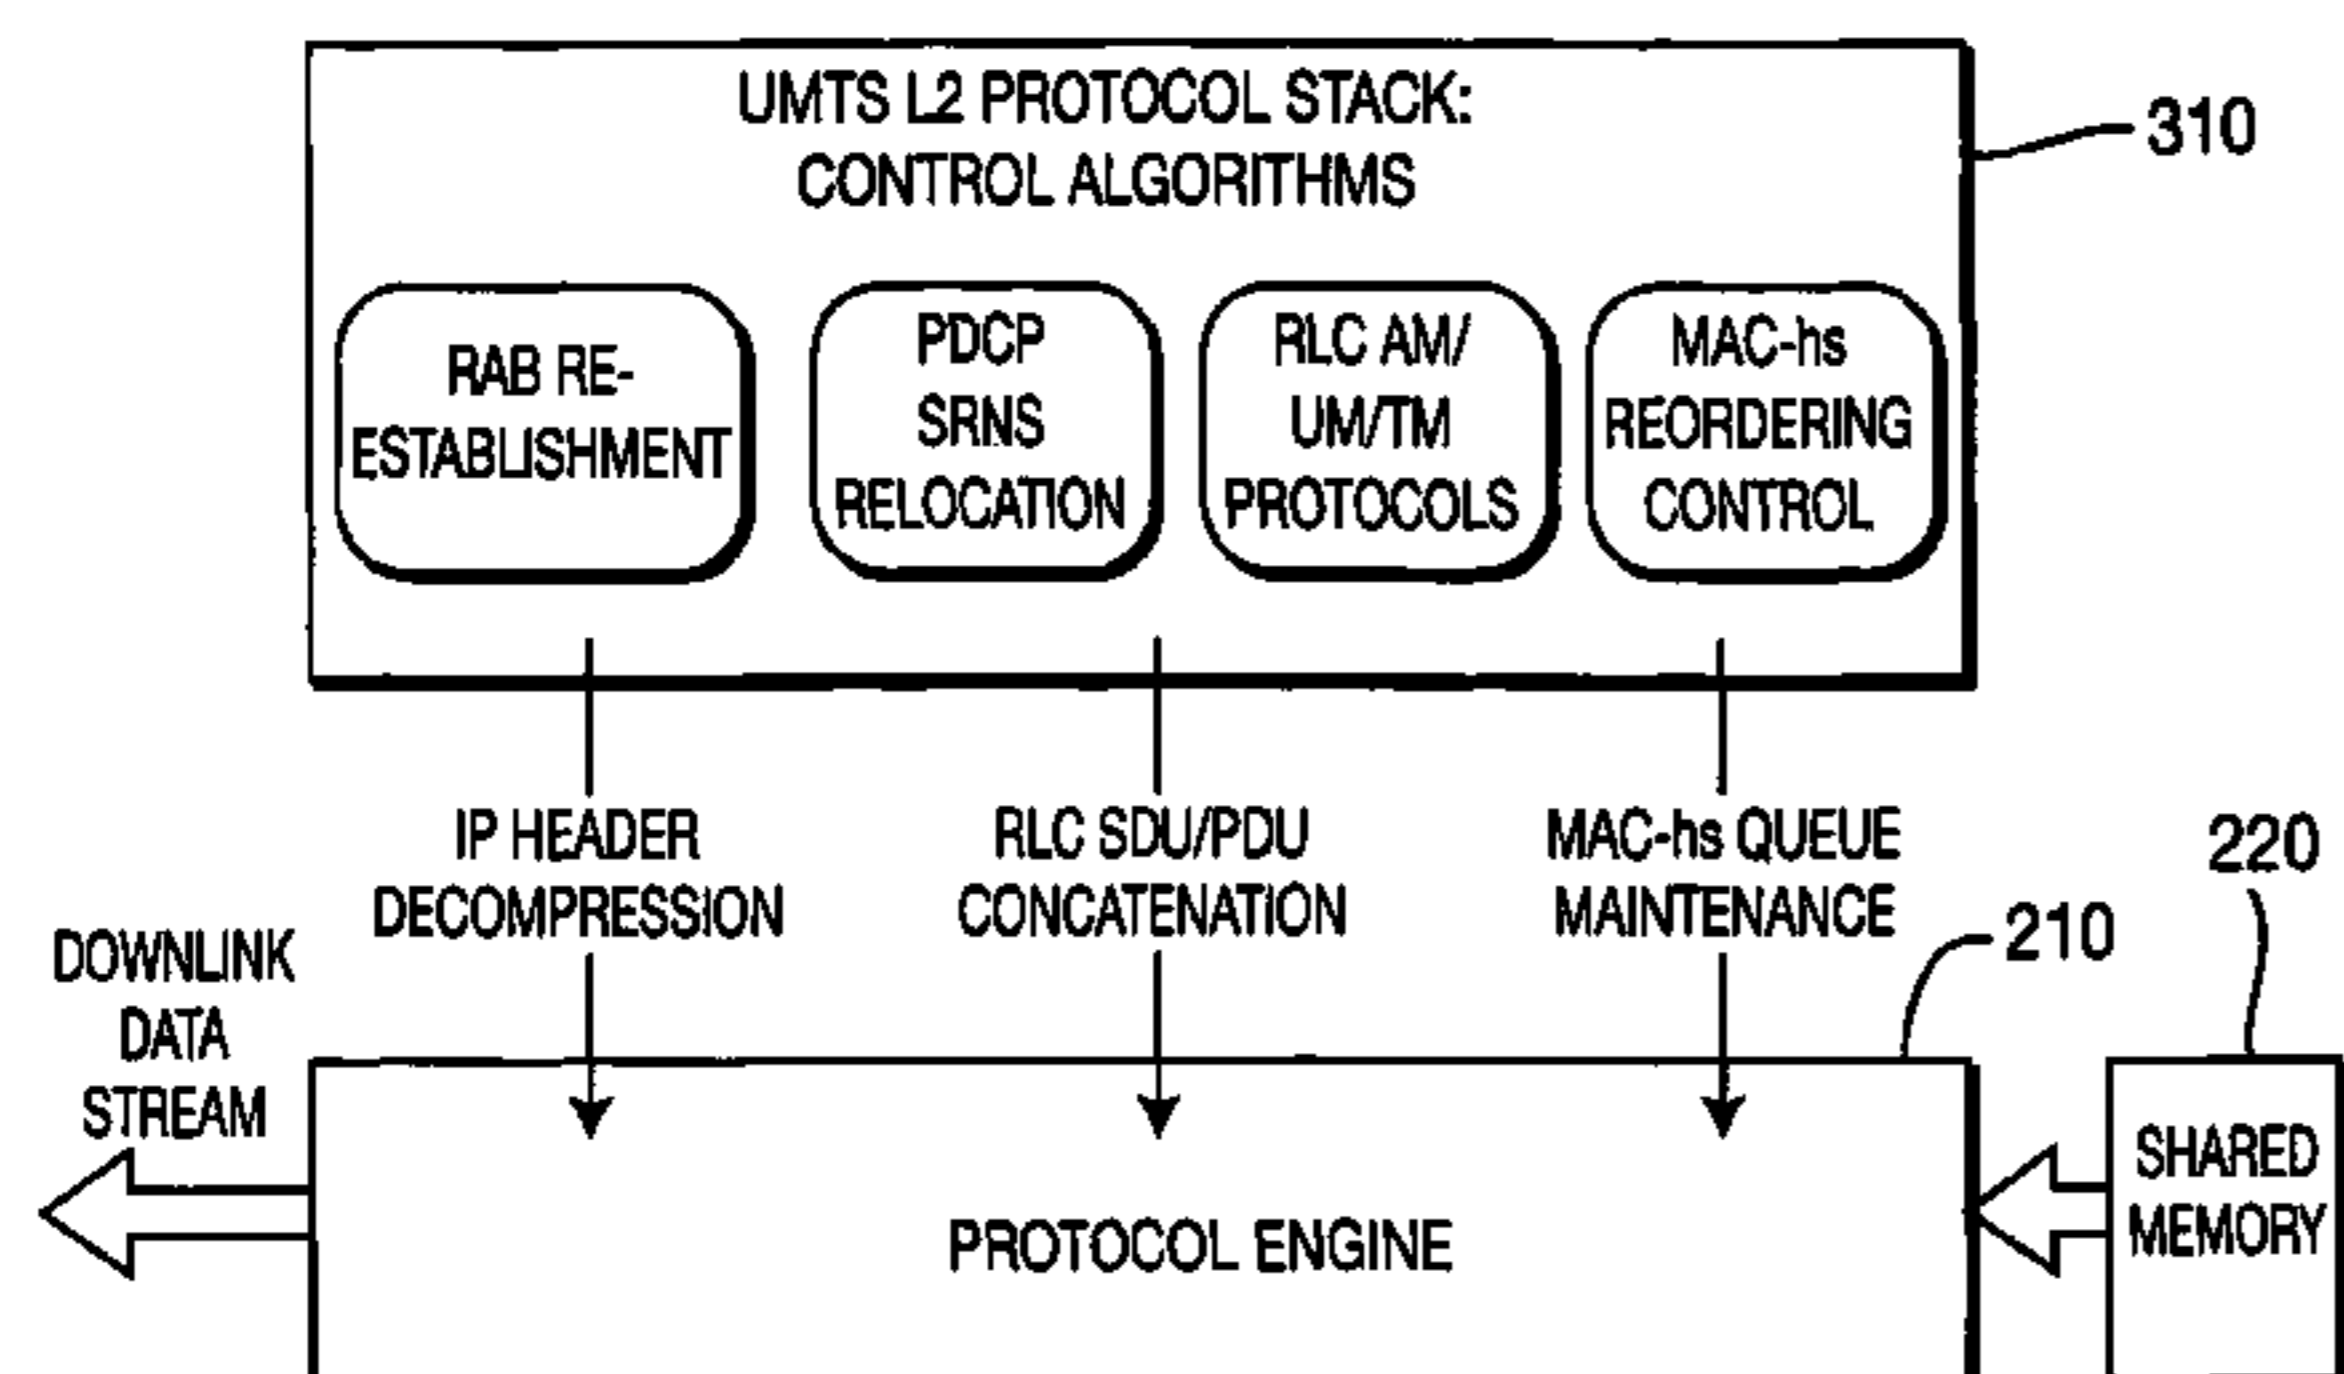 UMTS L2 PROTOCOL STACK:
CONTROL ALGORITHMS
310
RAB RE-
ESTABLISHMENT
PDCP
SRNS
RELOCATION
RLC AM/
UM/TM
PROTOCOLS
MAC-hs
REORDERING
CONTROL
IP HEADER
DECOMPRESSION
RLC SDU/PDU
CONCATENATION
MAC-hs QUEUE
MAINTENANCE
220
210
DOWNLINK
DATA
STREAM
PROTOCOL ENGINE
SHARED
MEMORY